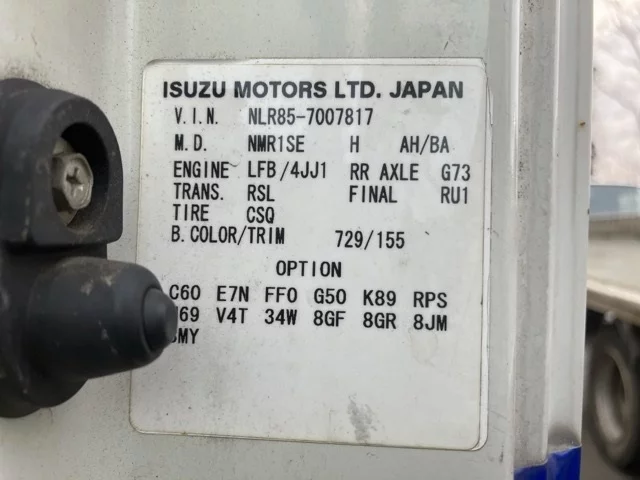 ISUZU MOTORS LTD. JAPAN
V.I.N. NLR85-7007817
M.D. NMR1SE H AH/BA
ENGINE LFB/4JJ1 RR AXLE G73
TRANS. RSL FINAL RU1
TIRE CSQ
B.COLOR/TRIM 729/155
OPTION
C60 E7N FF0 G50 K89 RPS
V4T 34W 8GF 8GR 8JM